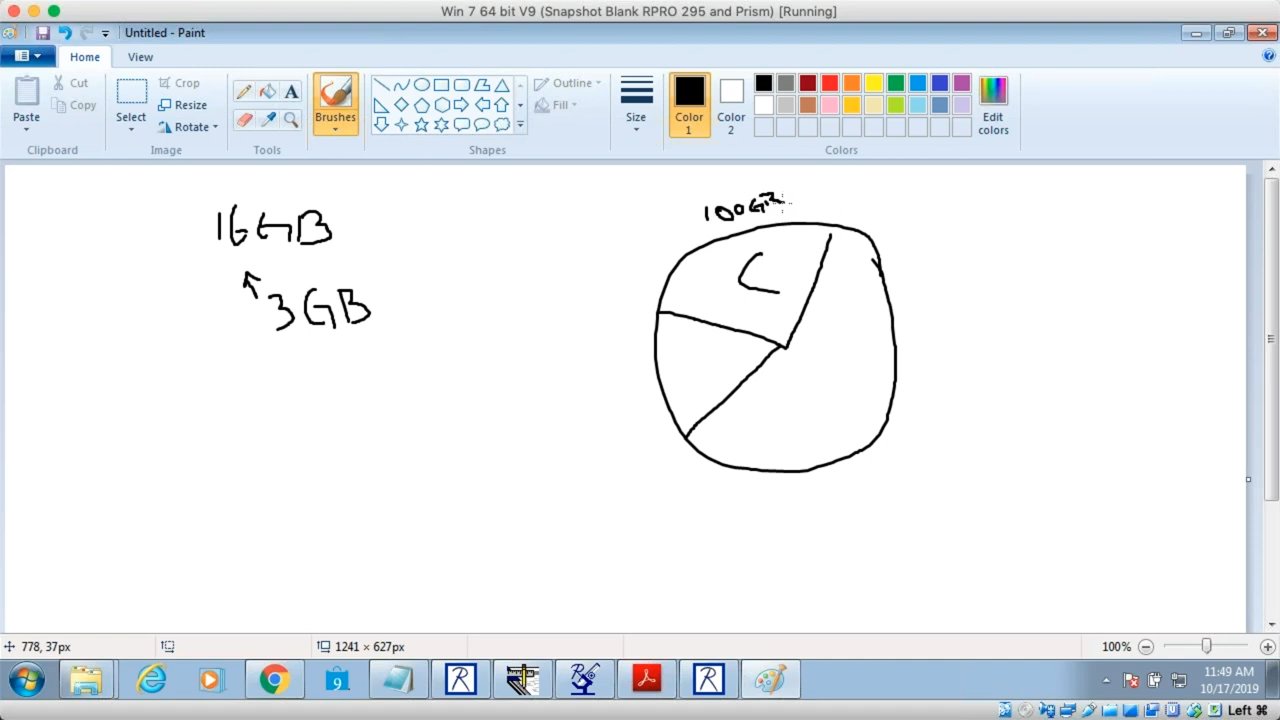 Win 7 64 bit V9 (Snapshot Blank RPRO 295 and Prism) [Running]
Untitled - Paint
Home View
Paste
Cut
Copy
Clipboard
Select
Crop
Resize
Rotate
Image
A
Tools
Brushes
Shapes
Outline
Fill
Size
Color 1
Color 2
Edit colors
Colors
16GB
3GB
C
778, 37px
1241 × 627px
100%
9
R
R
11:49 AM
10/17/2019
Left ⌘